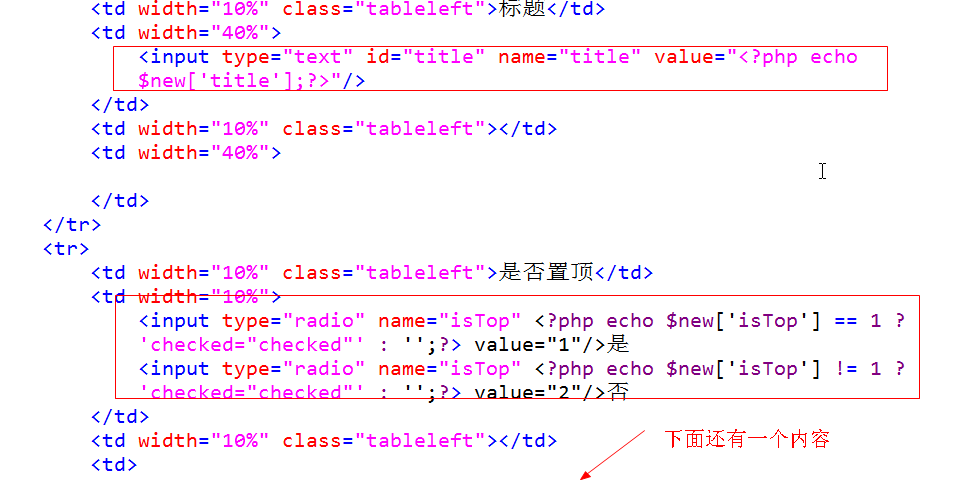 <td width="10%" class="tableleft">标题</td>
<td width="40%">
<input type="text" id="title" name="title" value="<?php echo
$new['title'];?>"/>
</td>
<td width="10%" class="tableleft"></td>
<td width="40%">
</td>
</tr>
<tr>
<td width="10%" class="tableleft">是否置顶</td>
<td width="10%">
<input type="radio" name="isTop" <?php echo $new['isTop'] == 1 ?
'checked="checked"' : '';?> value="1"/>是
<input type="radio" name="isTop" <?php echo $new['isTop'] != 1 ?
'checked="checked"' : '';?> value="2"/>否
</td>
<td width="10%" class="tableleft"></td>
下面还有一个内容
<td>